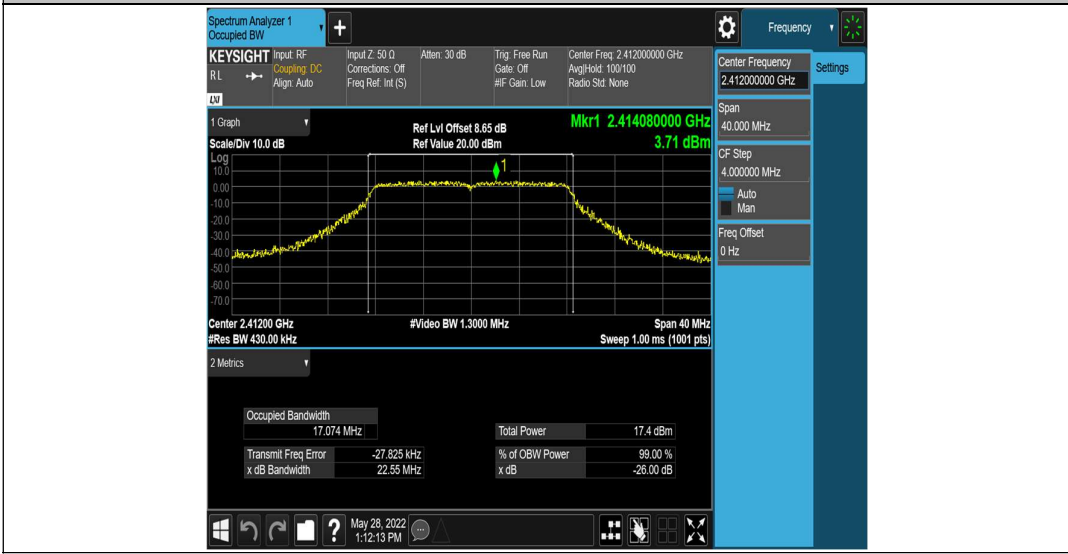 Spectrum Analyzer 1
Occupied BW
+
Frequency
KEYSIGHT
RL
LXI
Input: RF
Coupling: DC
Align: Auto
Input Z: 50 Ω
Corrections: Off
Freq Ref: Int (S)
Atten: 30 dB
Trig: Free Run
Gate: Off
#IF Gain: Low
Center Freq: 2.412000000 GHz
Avg|Hold: 100/100
Radio Std: None
Center Frequency
2.412000000 GHz
Settings
Span
40.000 MHz
CF Step
4.000000 MHz
Auto
Man
Freq Offset
0 Hz
1 Graph
Scale/Div 10.0 dB
Ref Lvl Offset 8.65 dB
Ref Value 20.00 dBm
Mkr1 2.414080000 GHz
3.71 dBm
Log
10.0
0.00
-10.0
-20.0
-30.0
-40.0
-50.0
-60.0
-70.0
1
Center 2.41200 GHz
#Res BW 430.00 kHz
#Video BW 1.3000 MHz
Span 40 MHz
Sweep 1.00 ms (1001 pts)
2 Metrics
Occupied Bandwidth
17.074 MHz
Total Power 17.4 dBm
Transmit Freq Error -27.825 kHz
% of OBW Power 99.00 %
x dB Bandwidth 22.55 MHz
x dB -26.00 dB
?
May 28, 2022
1:12:13 PM